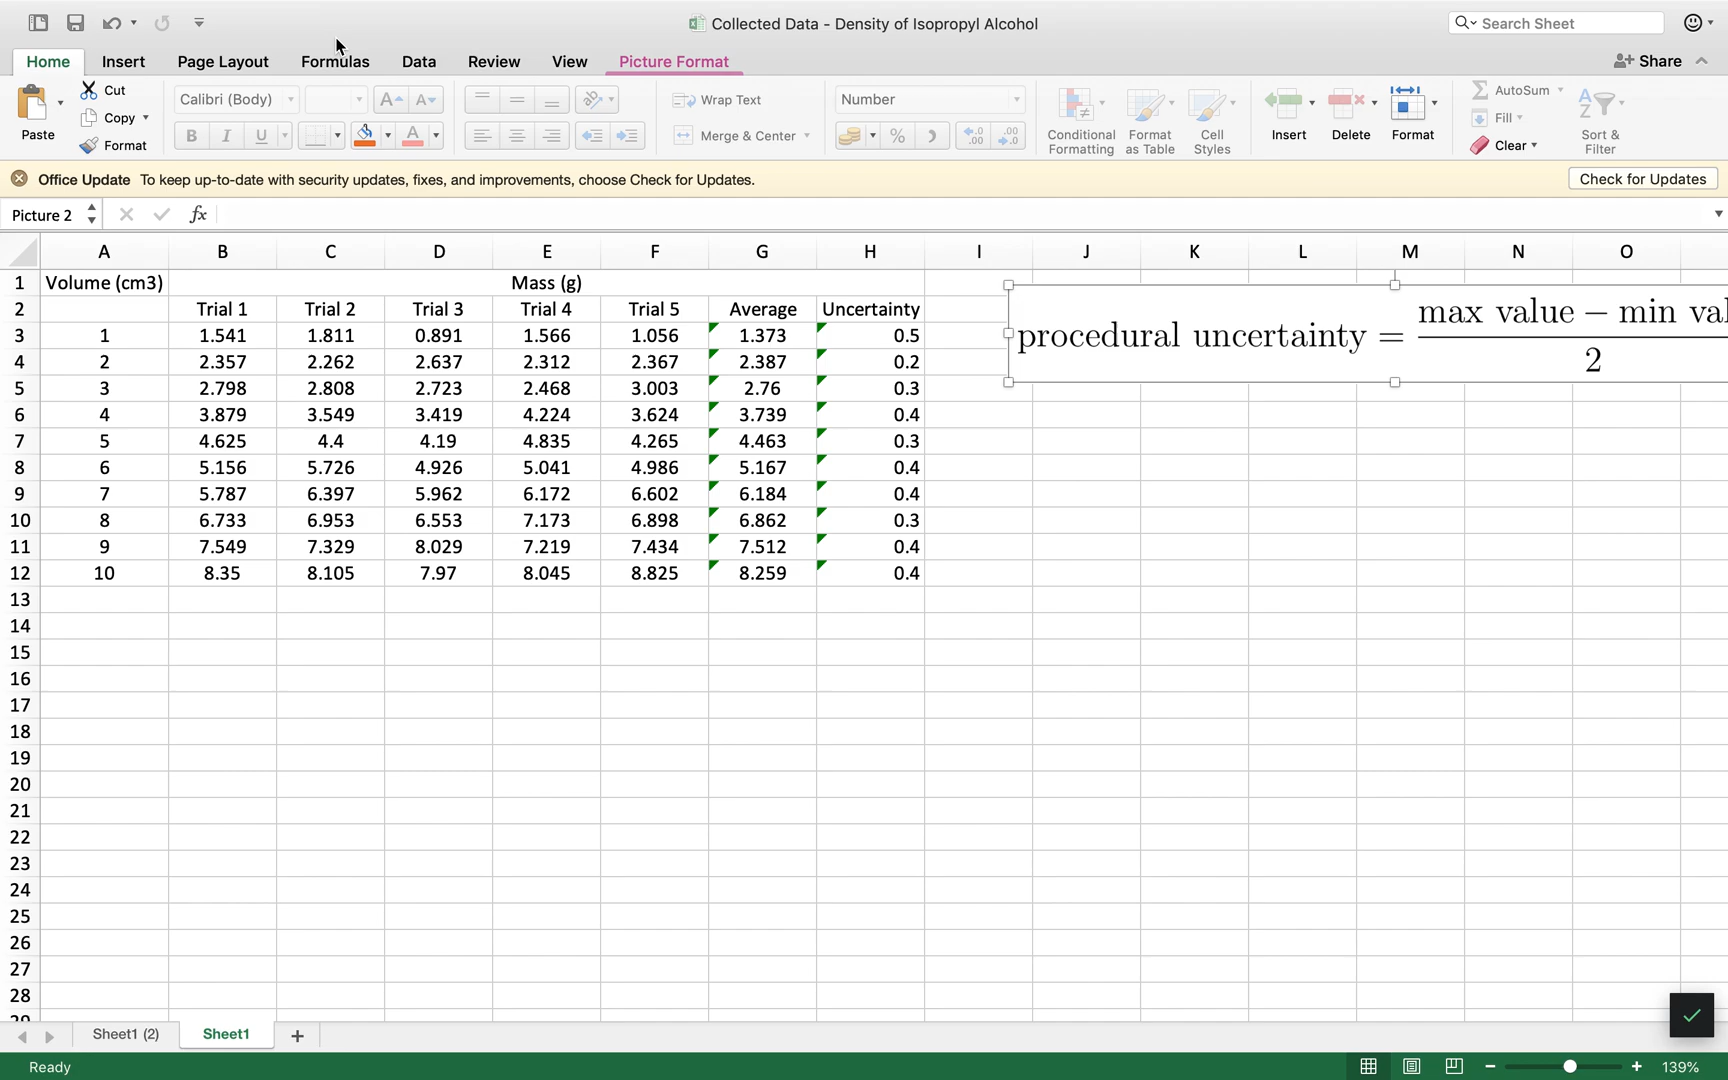 Collected Data - Density of Isopropyl Alcohol
Search Sheet
Home Insert Page Layout Formulas Data Review View Picture Format
Share
Paste
Cut
Copy
Format
Calibri (Body)
A A
B I U A
Wrap Text
Merge & Center
Number
%
Conditional Formatting
Format as Table
Cell Styles
Insert
Delete
Format
AutoSum
Fill
Clear
Sort & Filter
Office Update To keep up-to-date with security updates, fixes, and improvements, choose Check for Updates.
Check for Updates
Picture 2 fx
A B C D E F G H I J K L M N O
1 Volume (cm3) Mass (g)
2 Trial 1 Trial 2 Trial 3 Trial 4 Trial 5 Average Uncertainty
3 1 1.541 1.811 0.891 1.566 1.056 1.373 0.5
4 2 2.357 2.262 2.637 2.312 2.367 2.387 0.2
5 3 2.798 2.808 2.723 2.468 3.003 2.76 0.3
6 4 3.879 3.549 3.419 4.224 3.624 3.739 0.4
7 5 4.625 4.4 4.19 4.835 4.265 4.463 0.3
8 6 5.156 5.726 4.926 5.041 4.986 5.167 0.4
9 7 5.787 6.397 5.962 6.172 6.602 6.184 0.4
10 8 6.733 6.953 6.553 7.173 6.898 6.862 0.3
11 9 7.549 7.329 8.029 7.219 7.434 7.512 0.4
12 10 8.35 8.105 7.97 8.045 8.825 8.259 0.4
max value − min val
procedural uncertainty =
2
13
14
15
16
17
18
19
20
21
22
23
24
25
26
27
28
29
Sheet1 (2) Sheet1 +
Ready
139%